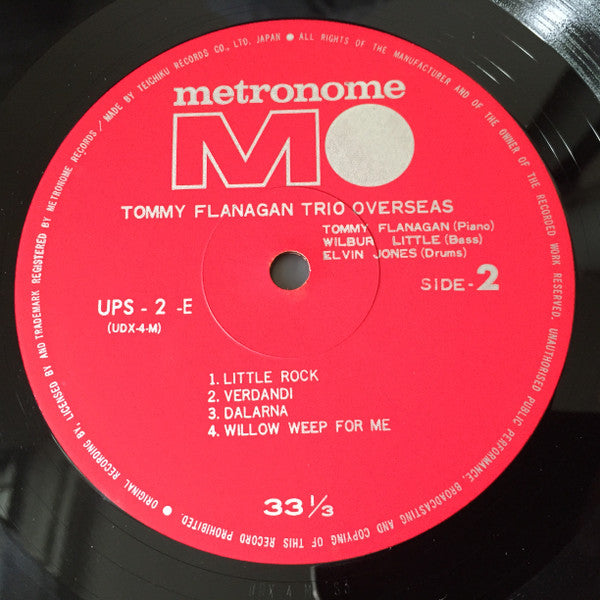 ORIGINAL RECORDING BY, LICENSED BY AND TRADEMARK REGISTERED BY METRONOME RECORDS / MADE BY TEICHIKU RECORDS CO., LTD. JAPAN ● ALL RIGHTS OF THE MANUFACTURER AND OF THE OWNER OF THE RECORDED WORK RESERVED. UNAUTHORISED PUBLIC PERFORMANCE, BROADCASTING AND COPYING OF THIS RECORD PROHIBITED. ●
metronome
M
TOMMY FLANAGAN TRIO OVERSEAS
TOMMY FLANAGAN (Piano)
WILBUR LITTLE (Bass)
ELVIN JONES (Drums)
SIDE-2
UPS - 2 -E
(UDX-4-M)
1. LITTLE ROCK
2. VERDANDI
3. DALARNA
4. WILLOW WEEP FOR ME
33 1/3